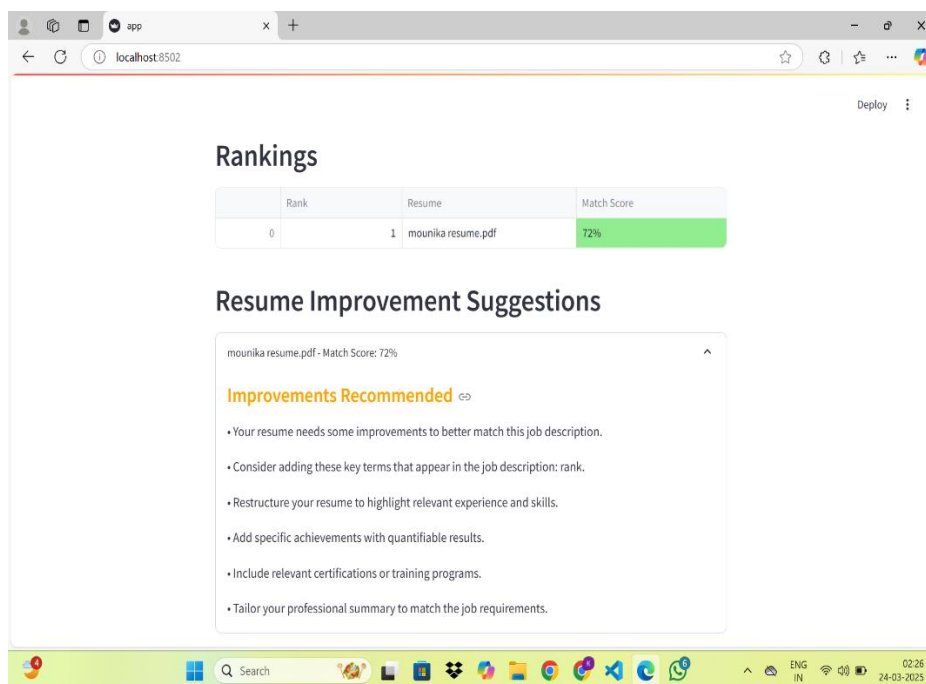 app
localhost:8502
Deploy
Rankings
Rank Resume Match Score
0 1 mounika resume.pdf 72%
Resume Improvement Suggestions
mounika resume.pdf - Match Score: 72%
Improvements Recommended
• Your resume needs some improvements to better match this job description.
• Consider adding these key terms that appear in the job description: rank.
• Restructure your resume to highlight relevant experience and skills.
• Add specific achievements with quantifiable results.
• Include relevant certifications or training programs.
• Tailor your professional summary to match the job requirements.
4
Search
K
6
ENG
IN
02:26
24-03-2025